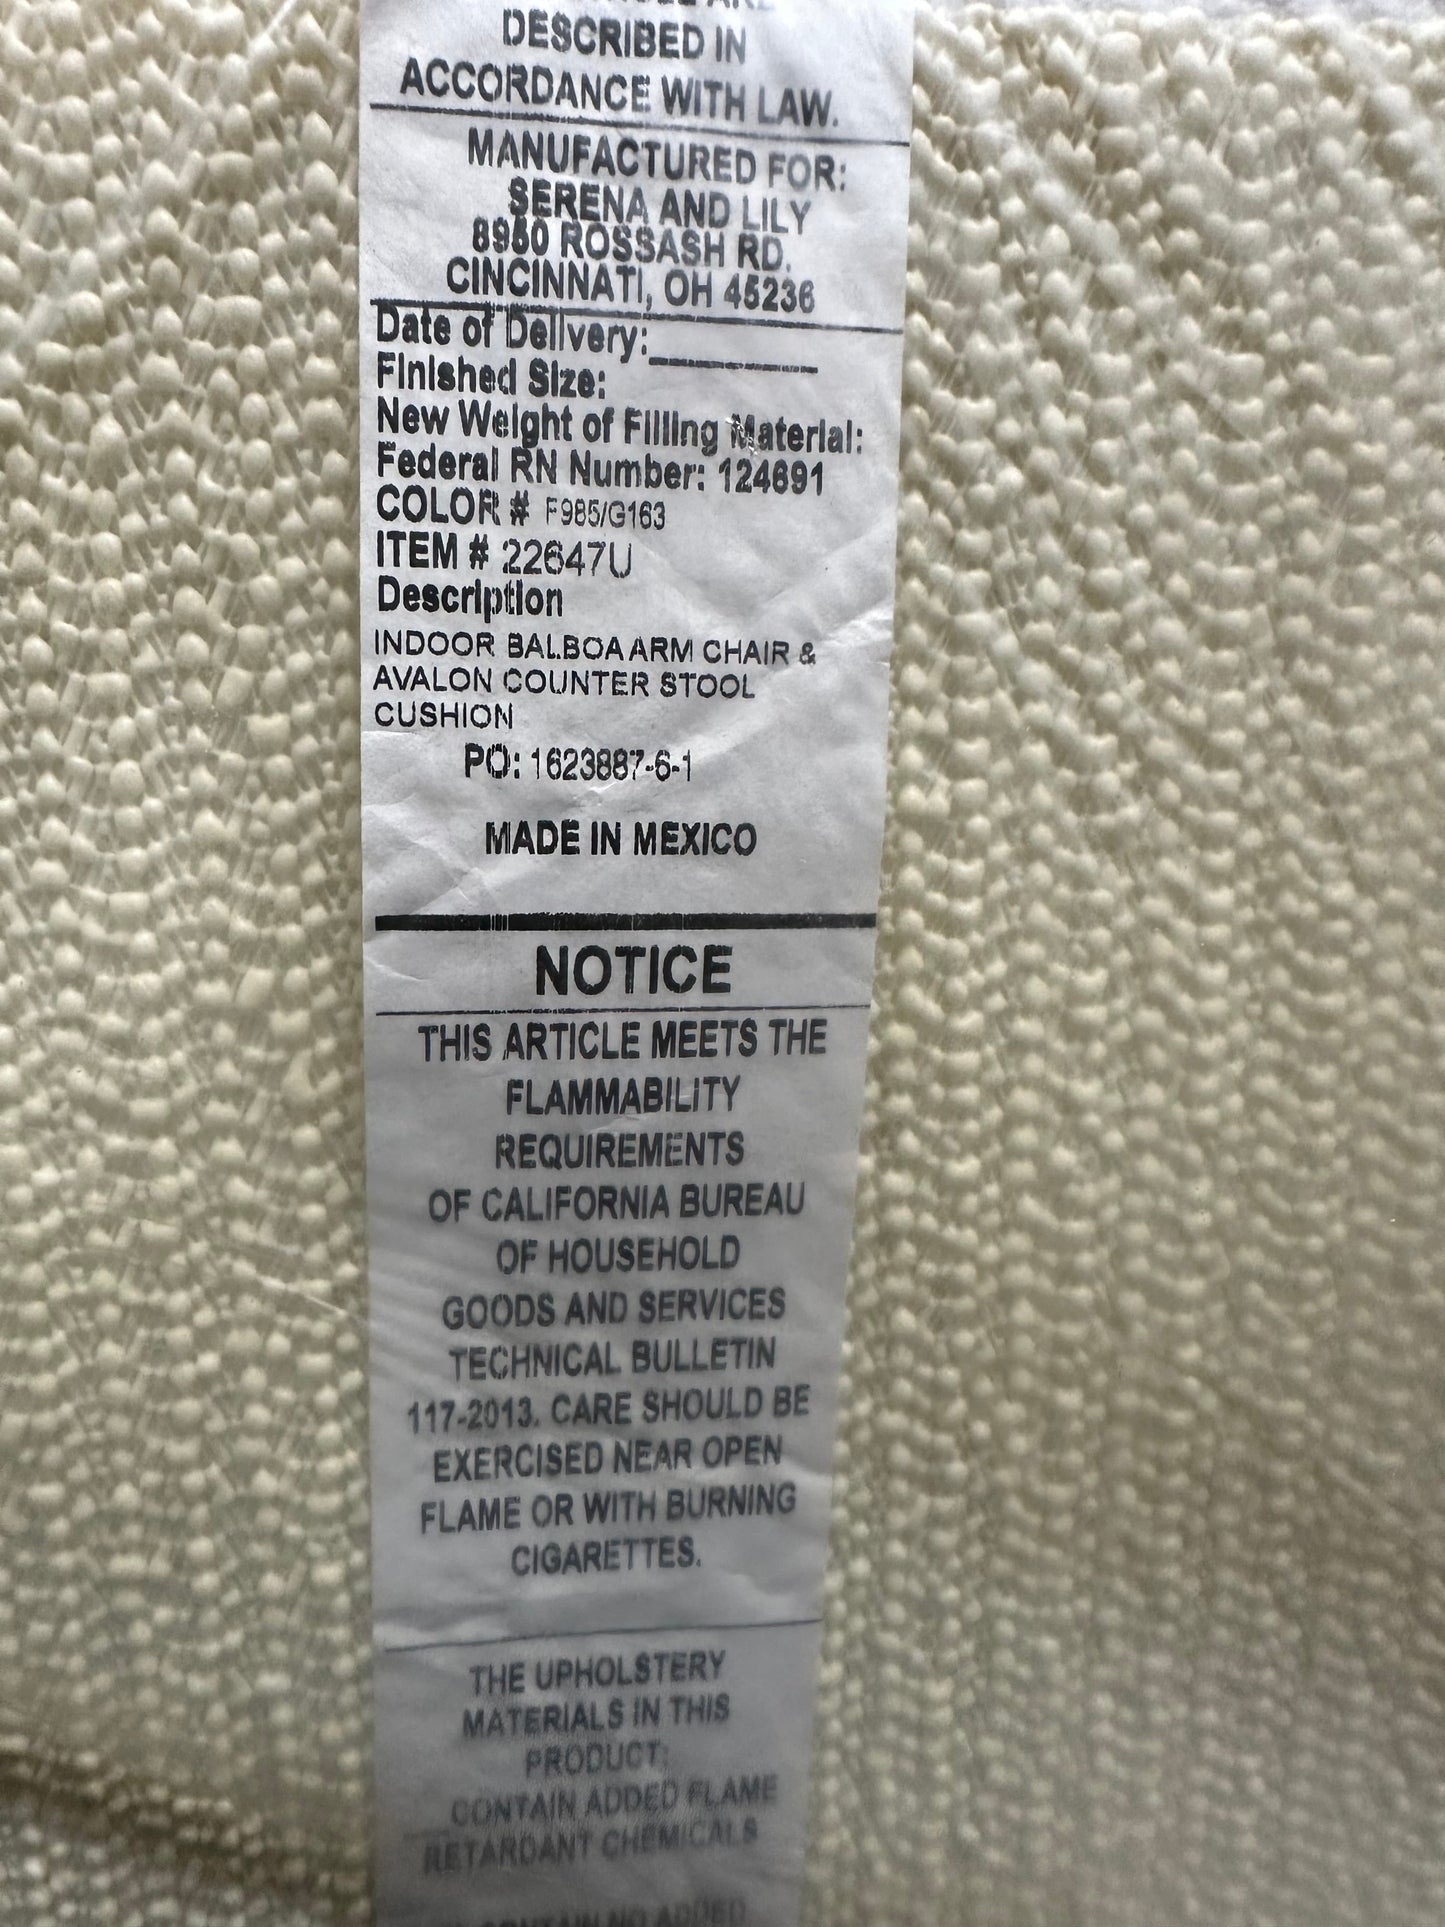 DESCRIBED IN
ACCORDANCE WITH LAW.
MANUFACTURED FOR:
SERENA AND LILY
8950 ROSSASH RD.
CINCINNATI, OH 45236
Date of Delivery:
Finished Size:
New Weight of Filling Material:
Federal RN Number: 124691
COLOR # F985/G163
ITEM # 22647U
Description
INDOOR BALBOA ARM CHAIR &
AVALON COUNTER STOOL
CUSHION
PO: 1623887-6-1
MADE IN MEXICO
NOTICE
THIS ARTICLE MEETS THE
FLAMMABILITY
REQUIREMENTS
OF CALIFORNIA BUREAU
OF HOUSEHOLD
GOODS AND SERVICES
TECHNICAL BULLETIN
117-2013. CARE SHOULD BE
EXERCISED NEAR OPEN
FLAME OR WITH BURNING
CIGARETTES.
THE UPHOLSTERY
MATERIALS IN THIS
PRODUCT:
CONTAIN ADDED FLAME
RETARDANT CHEMICALS
CONTAIN NO ADDED